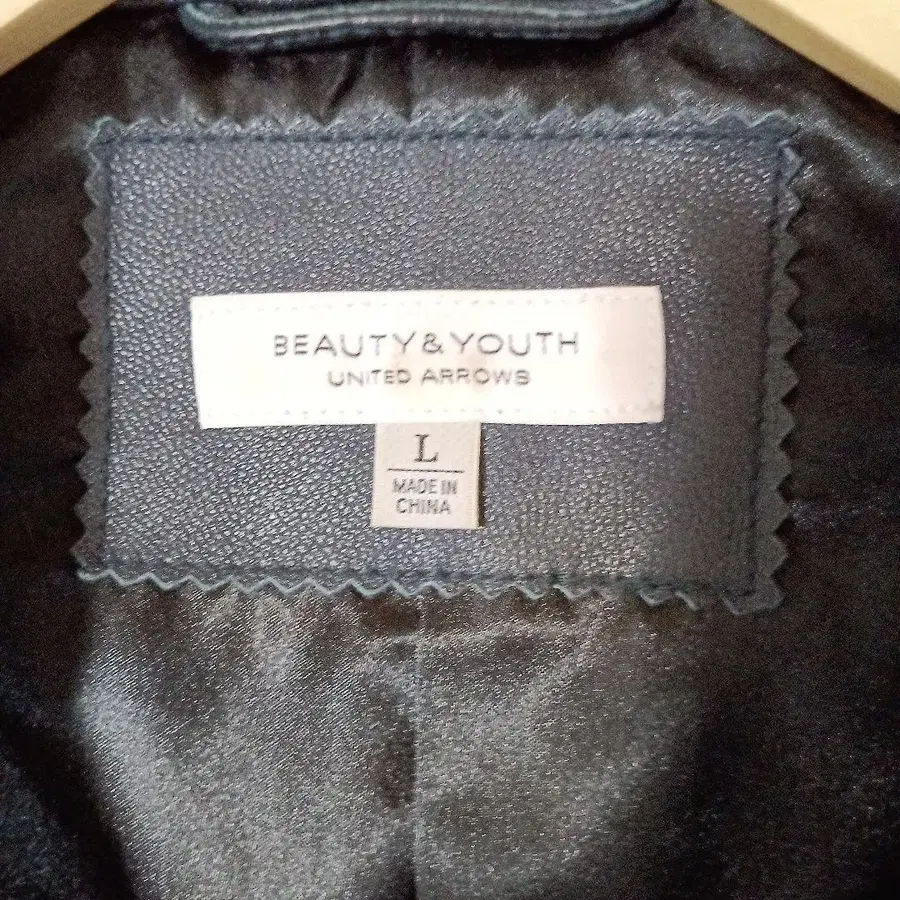 BEAUTY & YOUTH
UNITED ARROWS
L
MADE IN
CHINA